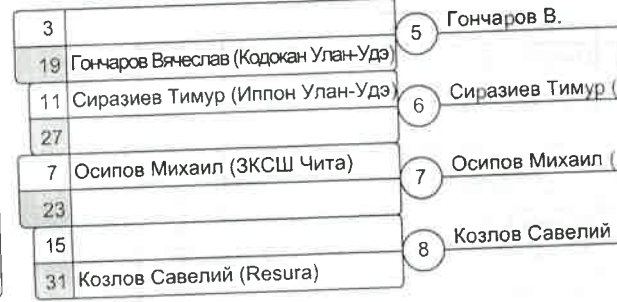 3
5 Гончаров В.
19 Гончаров Вячеслав (Кодокан Улан-Удэ)
11 Сиразиев Тимур (Иппон Улан-Удэ)
6 Сиразиев Тимур (
27
7 Осипов Михаил (ЗКСШ Чита)
7 Осипов Михаил (
23
15
8 Козлов Савелий
31 Козлов Савелий (Resura)